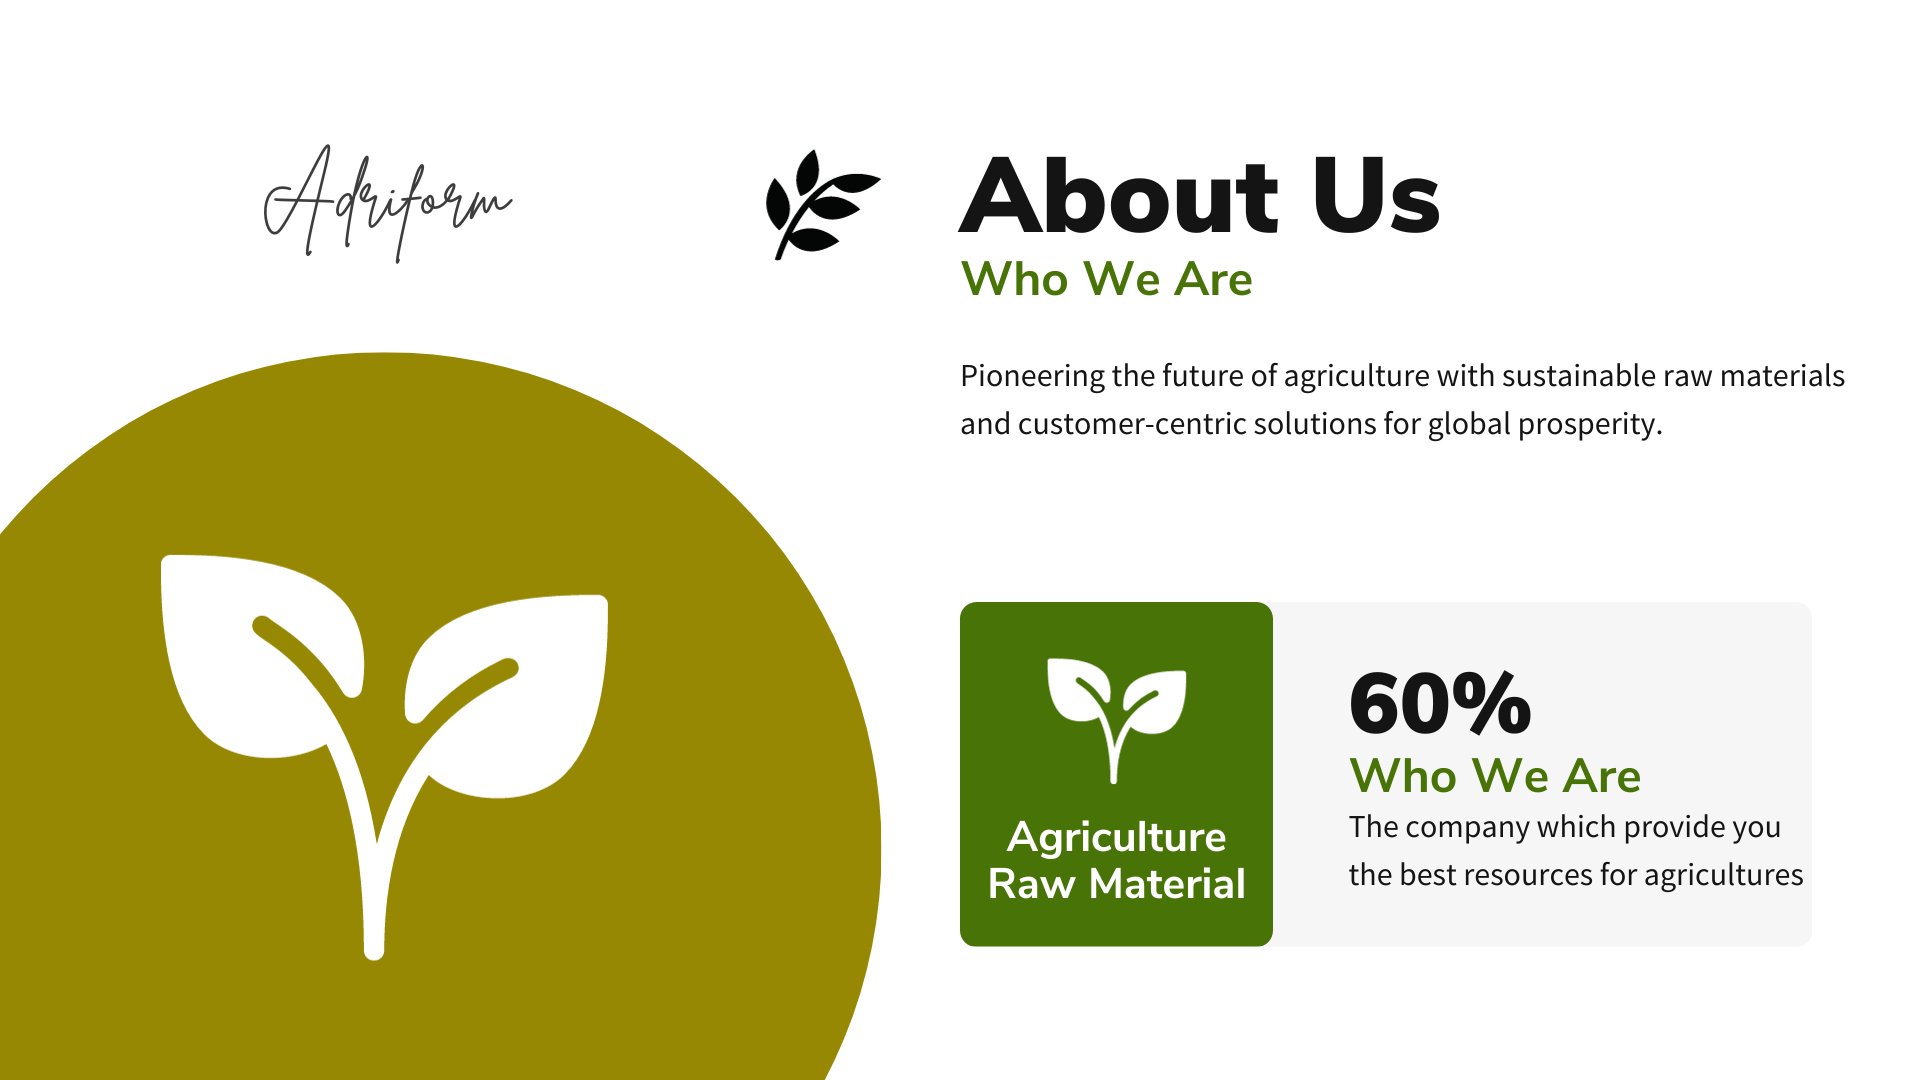 Adriform
About Us
Who We Are
Pioneering the future of agriculture with sustainable raw materials
and customer-centric solutions for global prosperity.
Agriculture
Raw Material
60%
Who We Are
The company which provide you
the best resources for agricultures